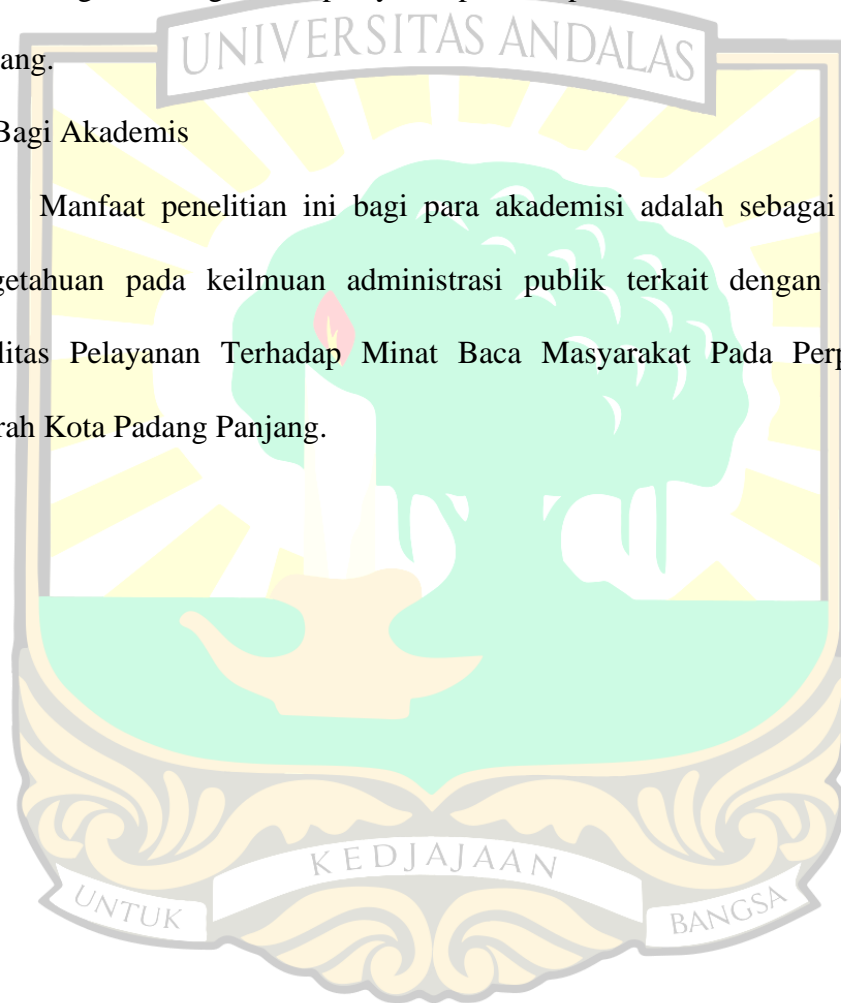 UNIVERSITAS ANDALAS
ang.
Bagi Akademis
Manfaat penelitian ini bagi para akademisi adalah sebagai
getahuan pada keilmuan administrasi publik terkait dengan
litas Pelayanan Terhadap Minat Baca Masyarakat Pada Perp
rah Kota Padang Panjang.
KEDJAJAAN
UNTUK
BANGSA